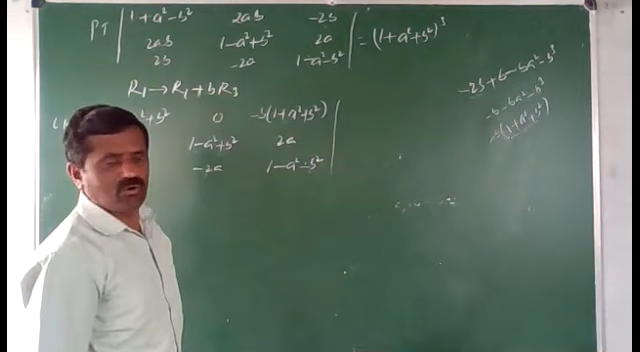 PT | 1+a²-b² 2ab -2b |
| 2ab 1-a²+b² 2a | = (1+a²+b²)³
| 2b -2a 1-a²-b² |
R₁ → R₁ + bR₃
a²+b² 0 -b(1+a²+b²) |
1-a²+b² 2a |
-2a 1-a²-b² |
-2b+b-ba²-b³
-b-ba²-b³
-b(1+a²+b²)